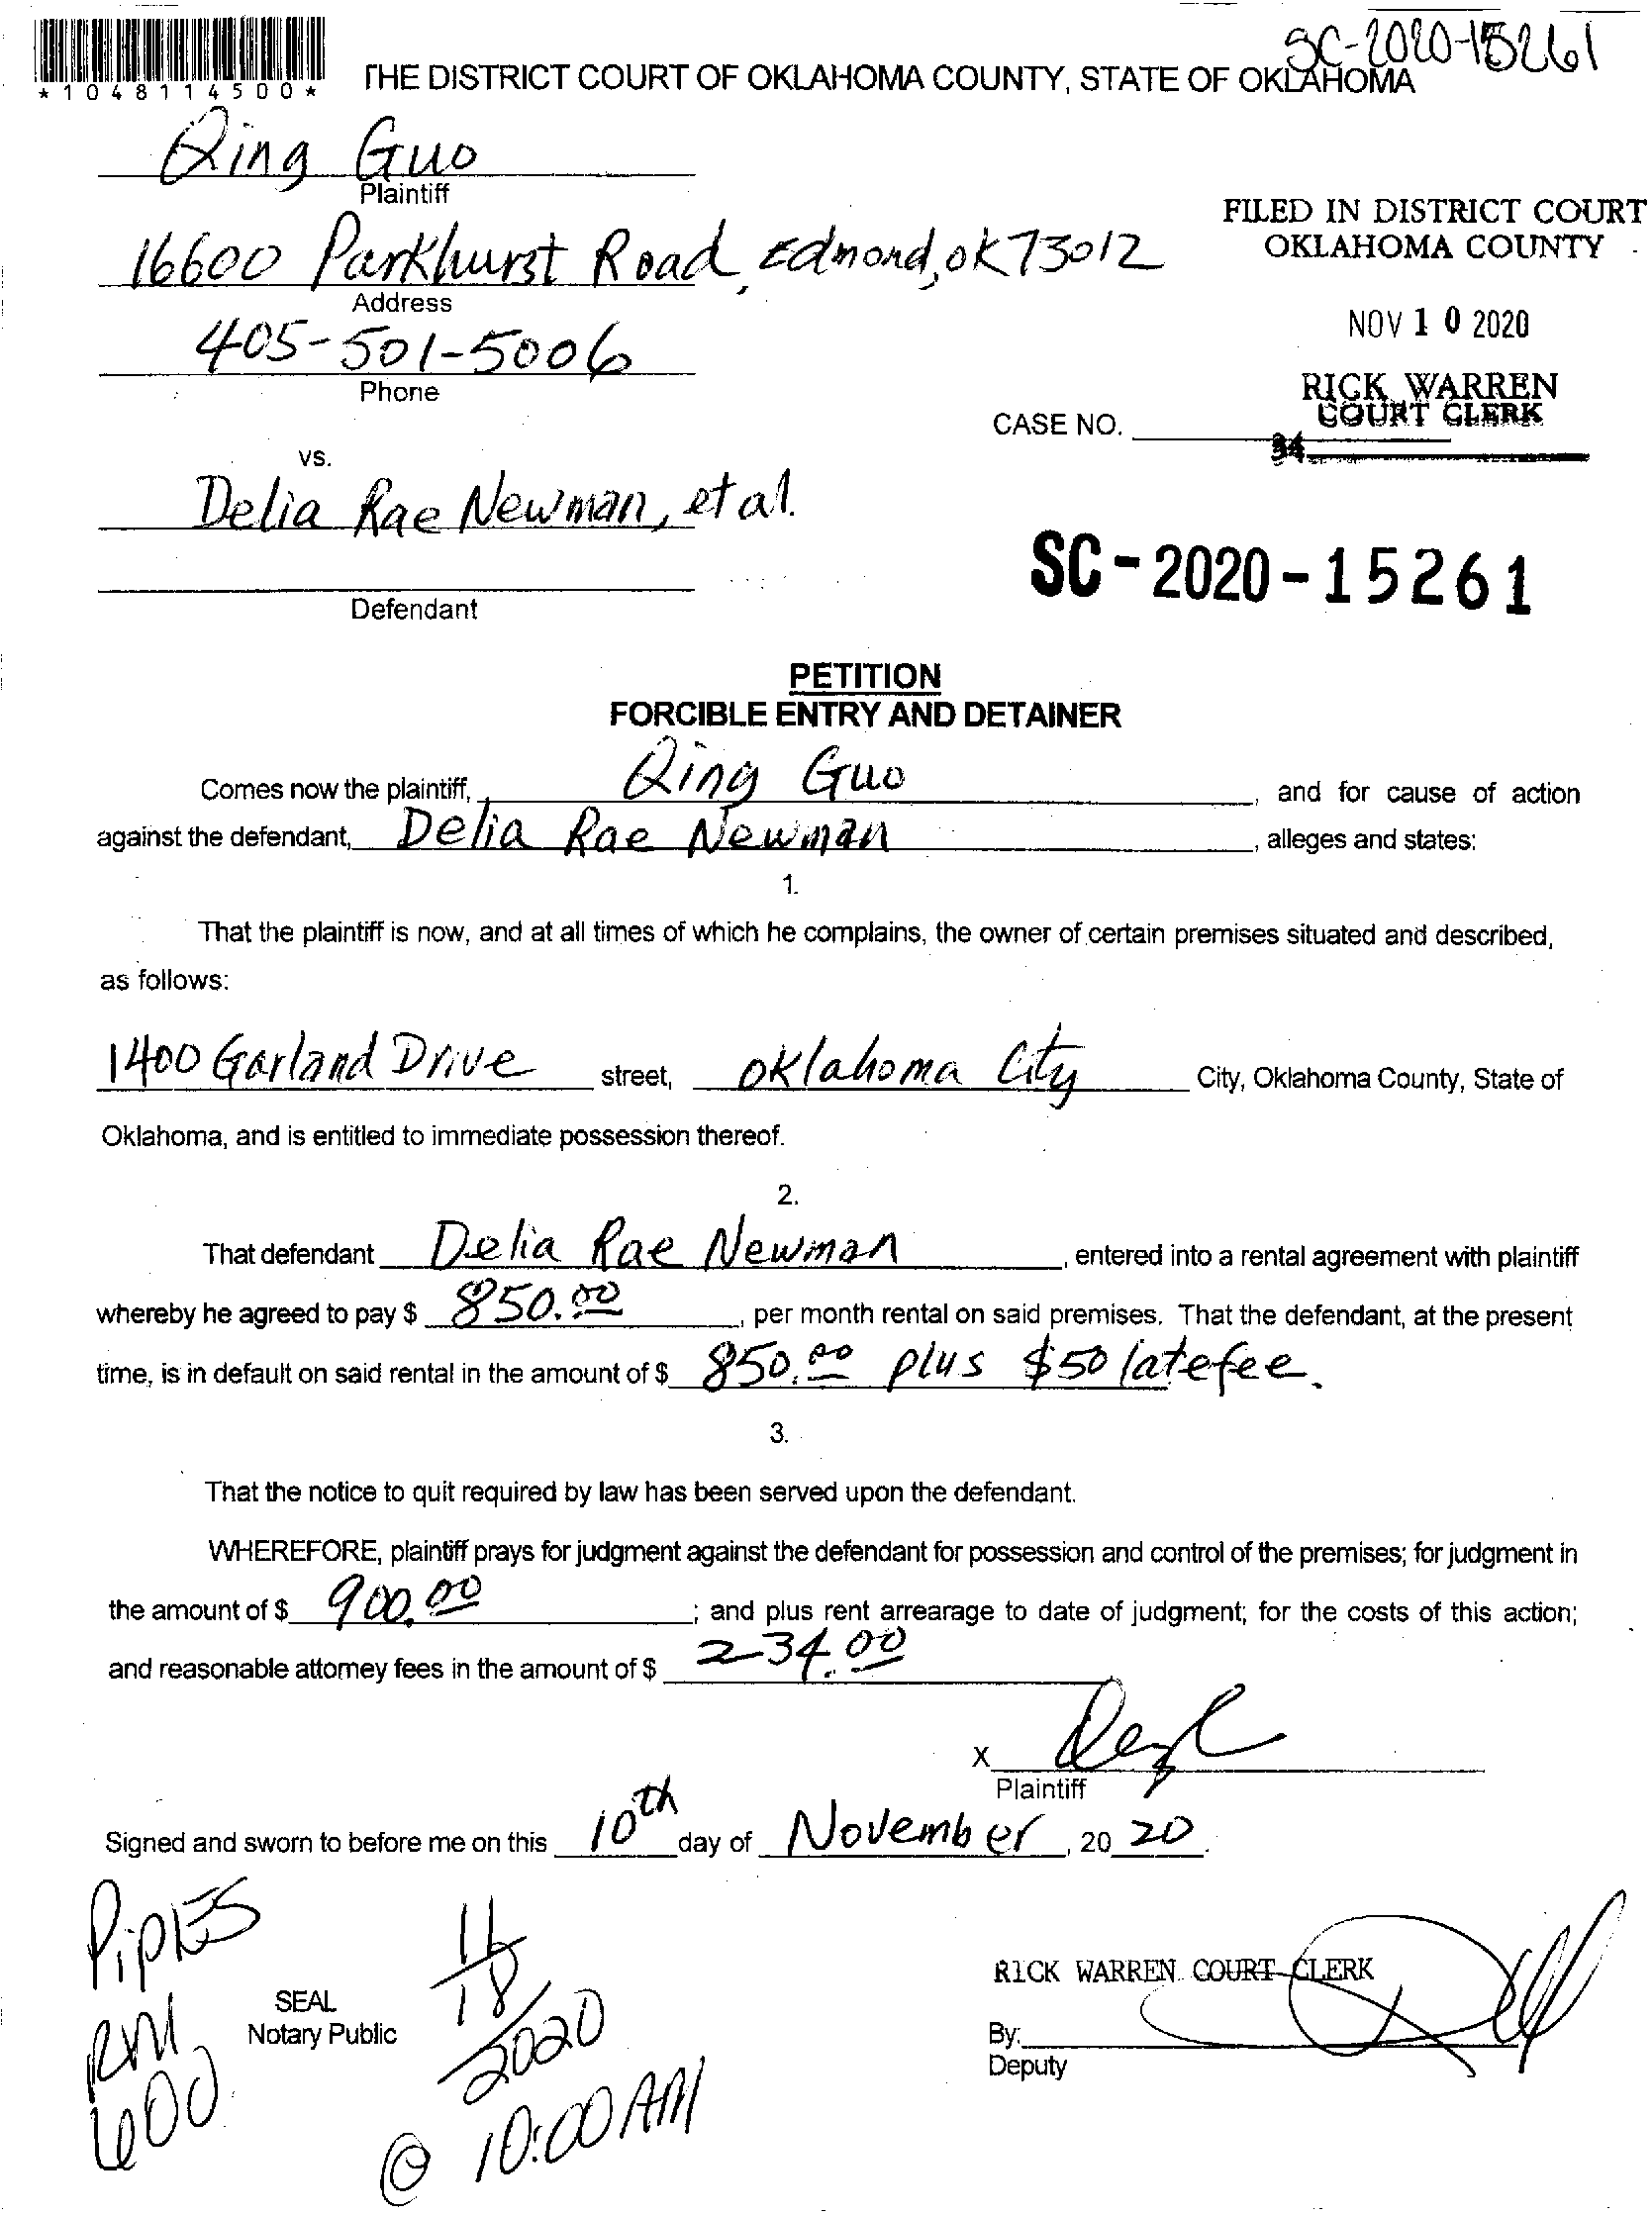 SC-2020-15261
*1048114500*
THE DISTRICT COURT OF OKLAHOMA COUNTY, STATE OF OKLAHOMA
Qing Guo
Plaintiff
16600 Parkhurst Road, Edmond, OK 73012
Address
405-501-5006
Phone
FILED IN DISTRICT COURT
OKLAHOMA COUNTY
NOV 10 2020
RICK WARREN
COURT CLERK
CASE NO.
34
vs.
Delia Rae Newman, et al.
Defendant
SC-2020-15261
PETITION
FORCIBLE ENTRY AND DETAINER
Comes now the plaintiff, Qing Guo, and for cause of action
against the defendant, Delia Rae Newman, alleges and states:
1.
That the plaintiff is now, and at all times of which he complains, the owner of certain premises situated and described,
as follows:
1400 Garland Drive street, Oklahoma City City, Oklahoma County, State of
Oklahoma, and is entitled to immediate possession thereof.
2.
That defendant Delia Rae Newman, entered into a rental agreement with plaintiff
whereby he agreed to pay $ 850.00, per month rental on said premises. That the defendant, at the present
time, is in default on said rental in the amount of $ 850.00 plus $50 latefee.
3.
That the notice to quit required by law has been served upon the defendant.
WHEREFORE, plaintiff prays for judgment against the defendant for possession and control of the premises; for judgment in
the amount of $ 900.00; and plus rent arrearage to date of judgment; for the costs of this action;
and reasonable attorney fees in the amount of $ 234.00
X
Plaintiff
Signed and sworn to before me on this 10th day of November, 20 20.
PiplES
RM
600
SEAL
Notary Public
11/18/2020
@ 10:00 AM
RICK WARREN COURT CLERK
By:
Deputy